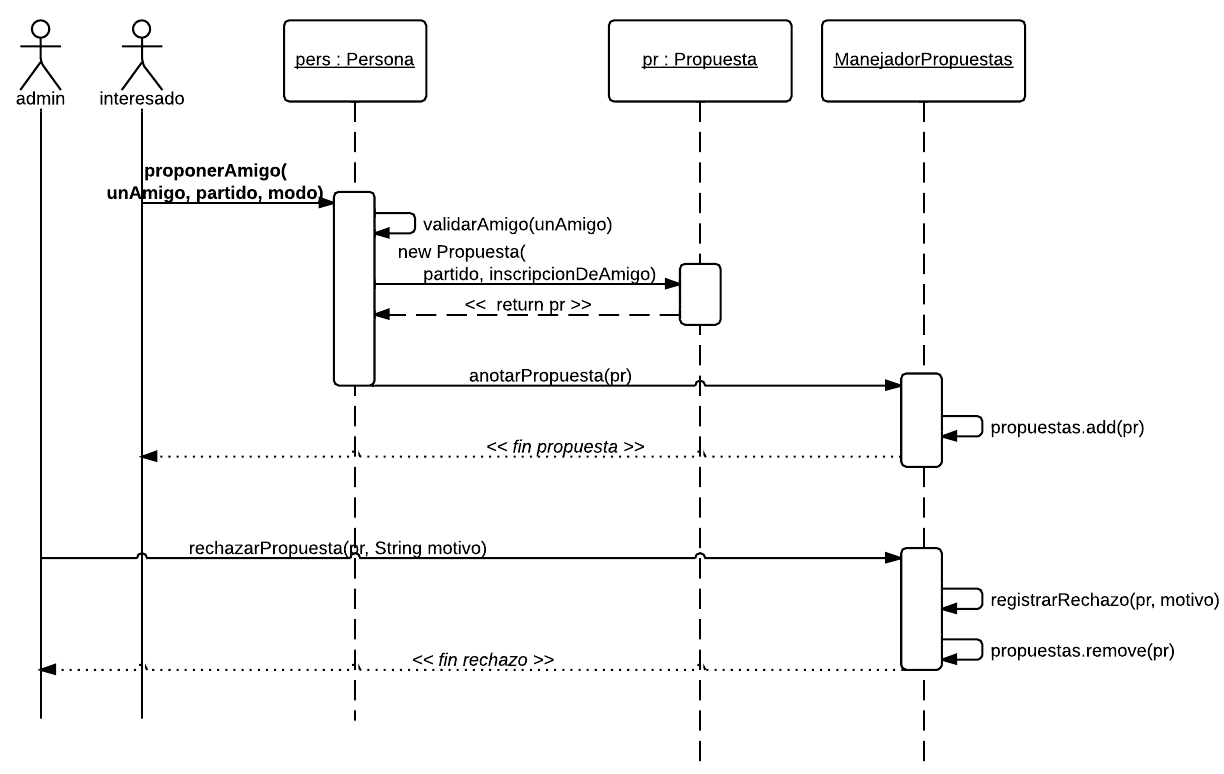 admin
interesado
pers : Persona
pr : Propuesta
ManejadorPropuestas
proponerAmigo(
unAmigo, partido, modo)
validarAmigo(unAmigo)
new Propuesta(
partido, inscripcionDeAmigo)
<< return pr >>
anotarPropuesta(pr)
propuestas.add(pr)
<< fin propuesta >>
rechazarPropuesta(pr, String motivo)
registrarRechazo(pr, motivo)
propuestas.remove(pr)
<< fin rechazo >>